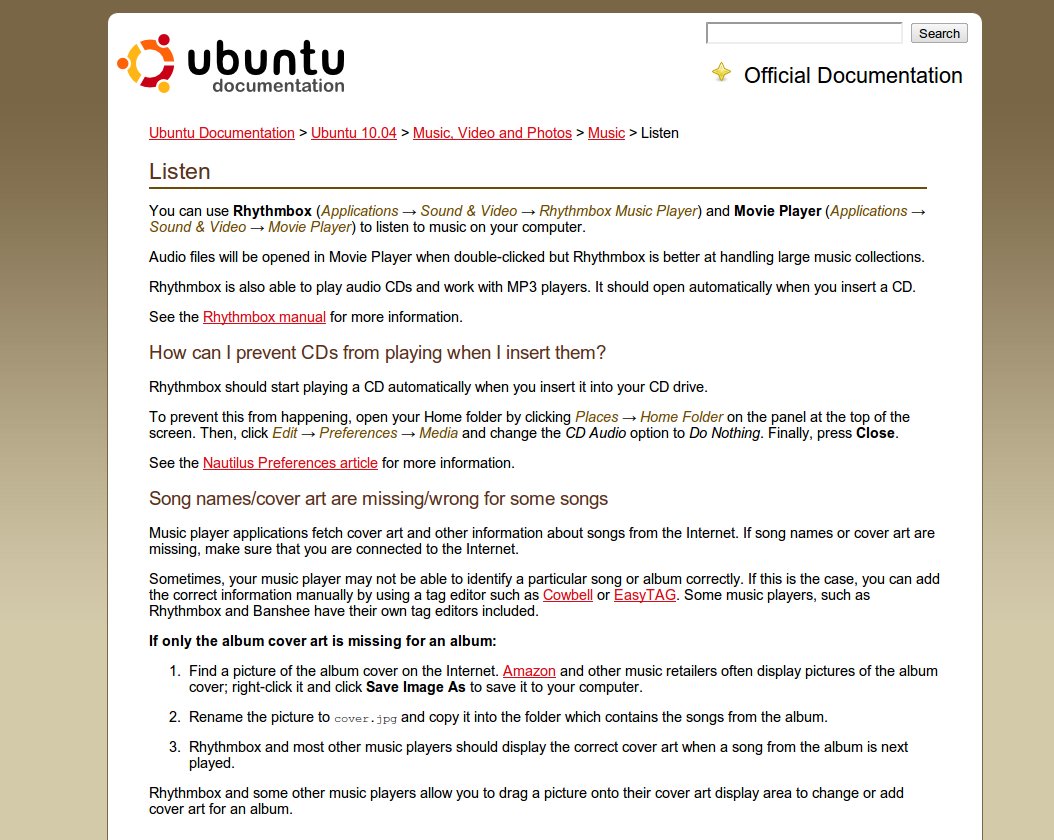 Search
ubuntu
documentation
Official Documentation
Ubuntu Documentation > Ubuntu 10.04 > Music, Video and Photos > Music > Listen
Listen
You can use Rhythmbox (Applications → Sound & Video → Rhythmbox Music Player) and Movie Player (Applications →
Sound & Video → Movie Player) to listen to music on your computer.
Audio files will be opened in Movie Player when double-clicked but Rhythmbox is better at handling large music collections.
Rhythmbox is also able to play audio CDs and work with MP3 players. It should open automatically when you insert a CD.
See the Rhythmbox manual for more information.
How can I prevent CDs from playing when I insert them?
Rhythmbox should start playing a CD automatically when you insert it into your CD drive.
To prevent this from happening, open your Home folder by clicking Places → Home Folder on the panel at the top of the
screen. Then, click Edit → Preferences → Media and change the CD Audio option to Do Nothing. Finally, press Close.
See the Nautilus Preferences article for more information.
Song names/cover art are missing/wrong for some songs
Music player applications fetch cover art and other information about songs from the Internet. If song names or cover art are
missing, make sure that you are connected to the Internet.
Sometimes, your music player may not be able to identify a particular song or album correctly. If this is the case, you can add
the correct information manually by using a tag editor such as Cowbell or EasyTAG. Some music players, such as
Rhythmbox and Banshee have their own tag editors included.
If only the album cover art is missing for an album:
1. Find a picture of the album cover on the Internet. Amazon and other music retailers often display pictures of the album
cover; right-click it and click Save Image As to save it to your computer.
2. Rename the picture to cover.jpg and copy it into the folder which contains the songs from the album.
3. Rhythmbox and most other music players should display the correct cover art when a song from the album is next
played.
Rhythmbox and some other music players allow you to drag a picture onto their cover art display area to change or add
cover art for an album.